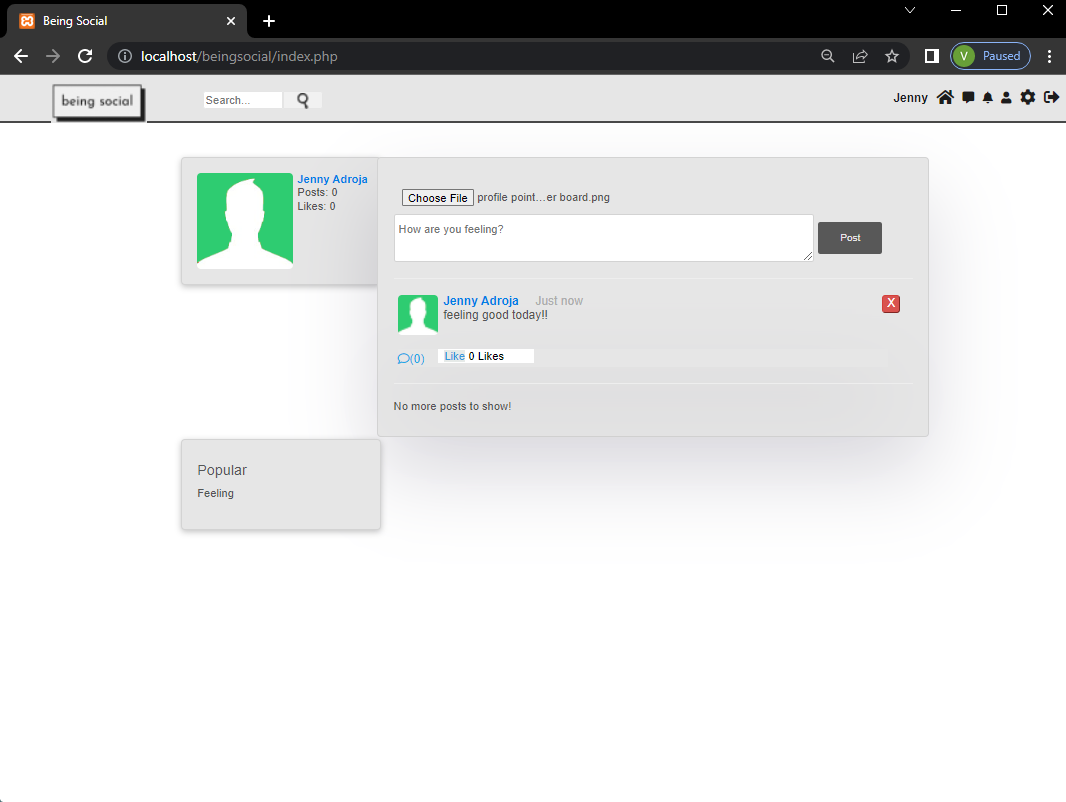 Being Social
localhost/beingsocial/index.php
V Paused
being social
Search...
Jenny
Jenny Adroja
Posts: 0
Likes: 0
Choose File profile point...er board.png
How are you feeling?
Post
Jenny Adroja Just now
X
feeling good today!!
(0) Like 0 Likes
No more posts to show!
Popular
Feeling